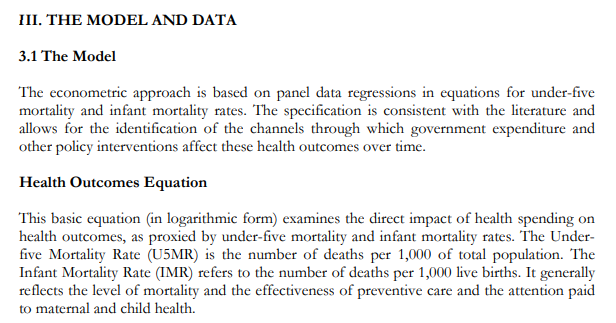 III. THE MODEL AND DATA
3.1 The Model
The econometric approach is based on panel data regressions in equations for under-five
mortality and infant mortality rates. The specification is consistent with the literature and
allows for the identification of the channels through which government expenditure and
other policy interventions affect these health outcomes over time.
Health Outcomes Equation
This basic equation (in logarithmic form) examines the direct impact of health spending on
health outcomes, as proxied by under-five mortality and infant mortality rates. The Under-
five Mortality Rate (U5MR) is the number of deaths per 1,000 of total population. The
Infant Mortality Rate (IMR) refers to the number of deaths per 1,000 live births. It generally
reflects the level of mortality and the effectiveness of preventive care and the attention paid
to maternal and child health.